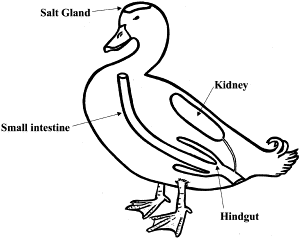 Salt Gland
Kidney
Small intestine
Hindgut